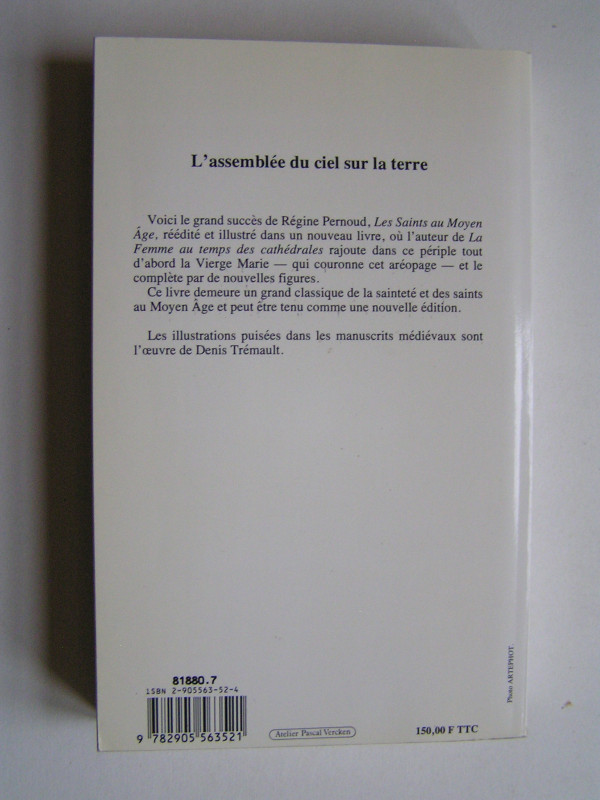 L'assemblée du ciel sur la terre
Voici le grand succès de Régine Pernoud, Les Saints au Moyen
Âge, réédité et illustré dans un nouveau livre, où l'auteur de La
Femme au temps des cathédrales rajoute dans ce périple tout
d'abord la Vierge Marie — qui couronne cet aréopage — et le
complète par de nouvelles figures.
Ce livre demeure un grand classique de la sainteté et des saints
au Moyen Âge et peut être tenu comme une nouvelle édition.
Les illustrations puisées dans les manuscrits médiévaux sont
l'œuvre de Denis Trémault.
Photo ARTEPHOT.
81880.7
ISBN 2-905563-52-4
9 782905 563521
Atelier Pascal Vercken
150,00 F TTC